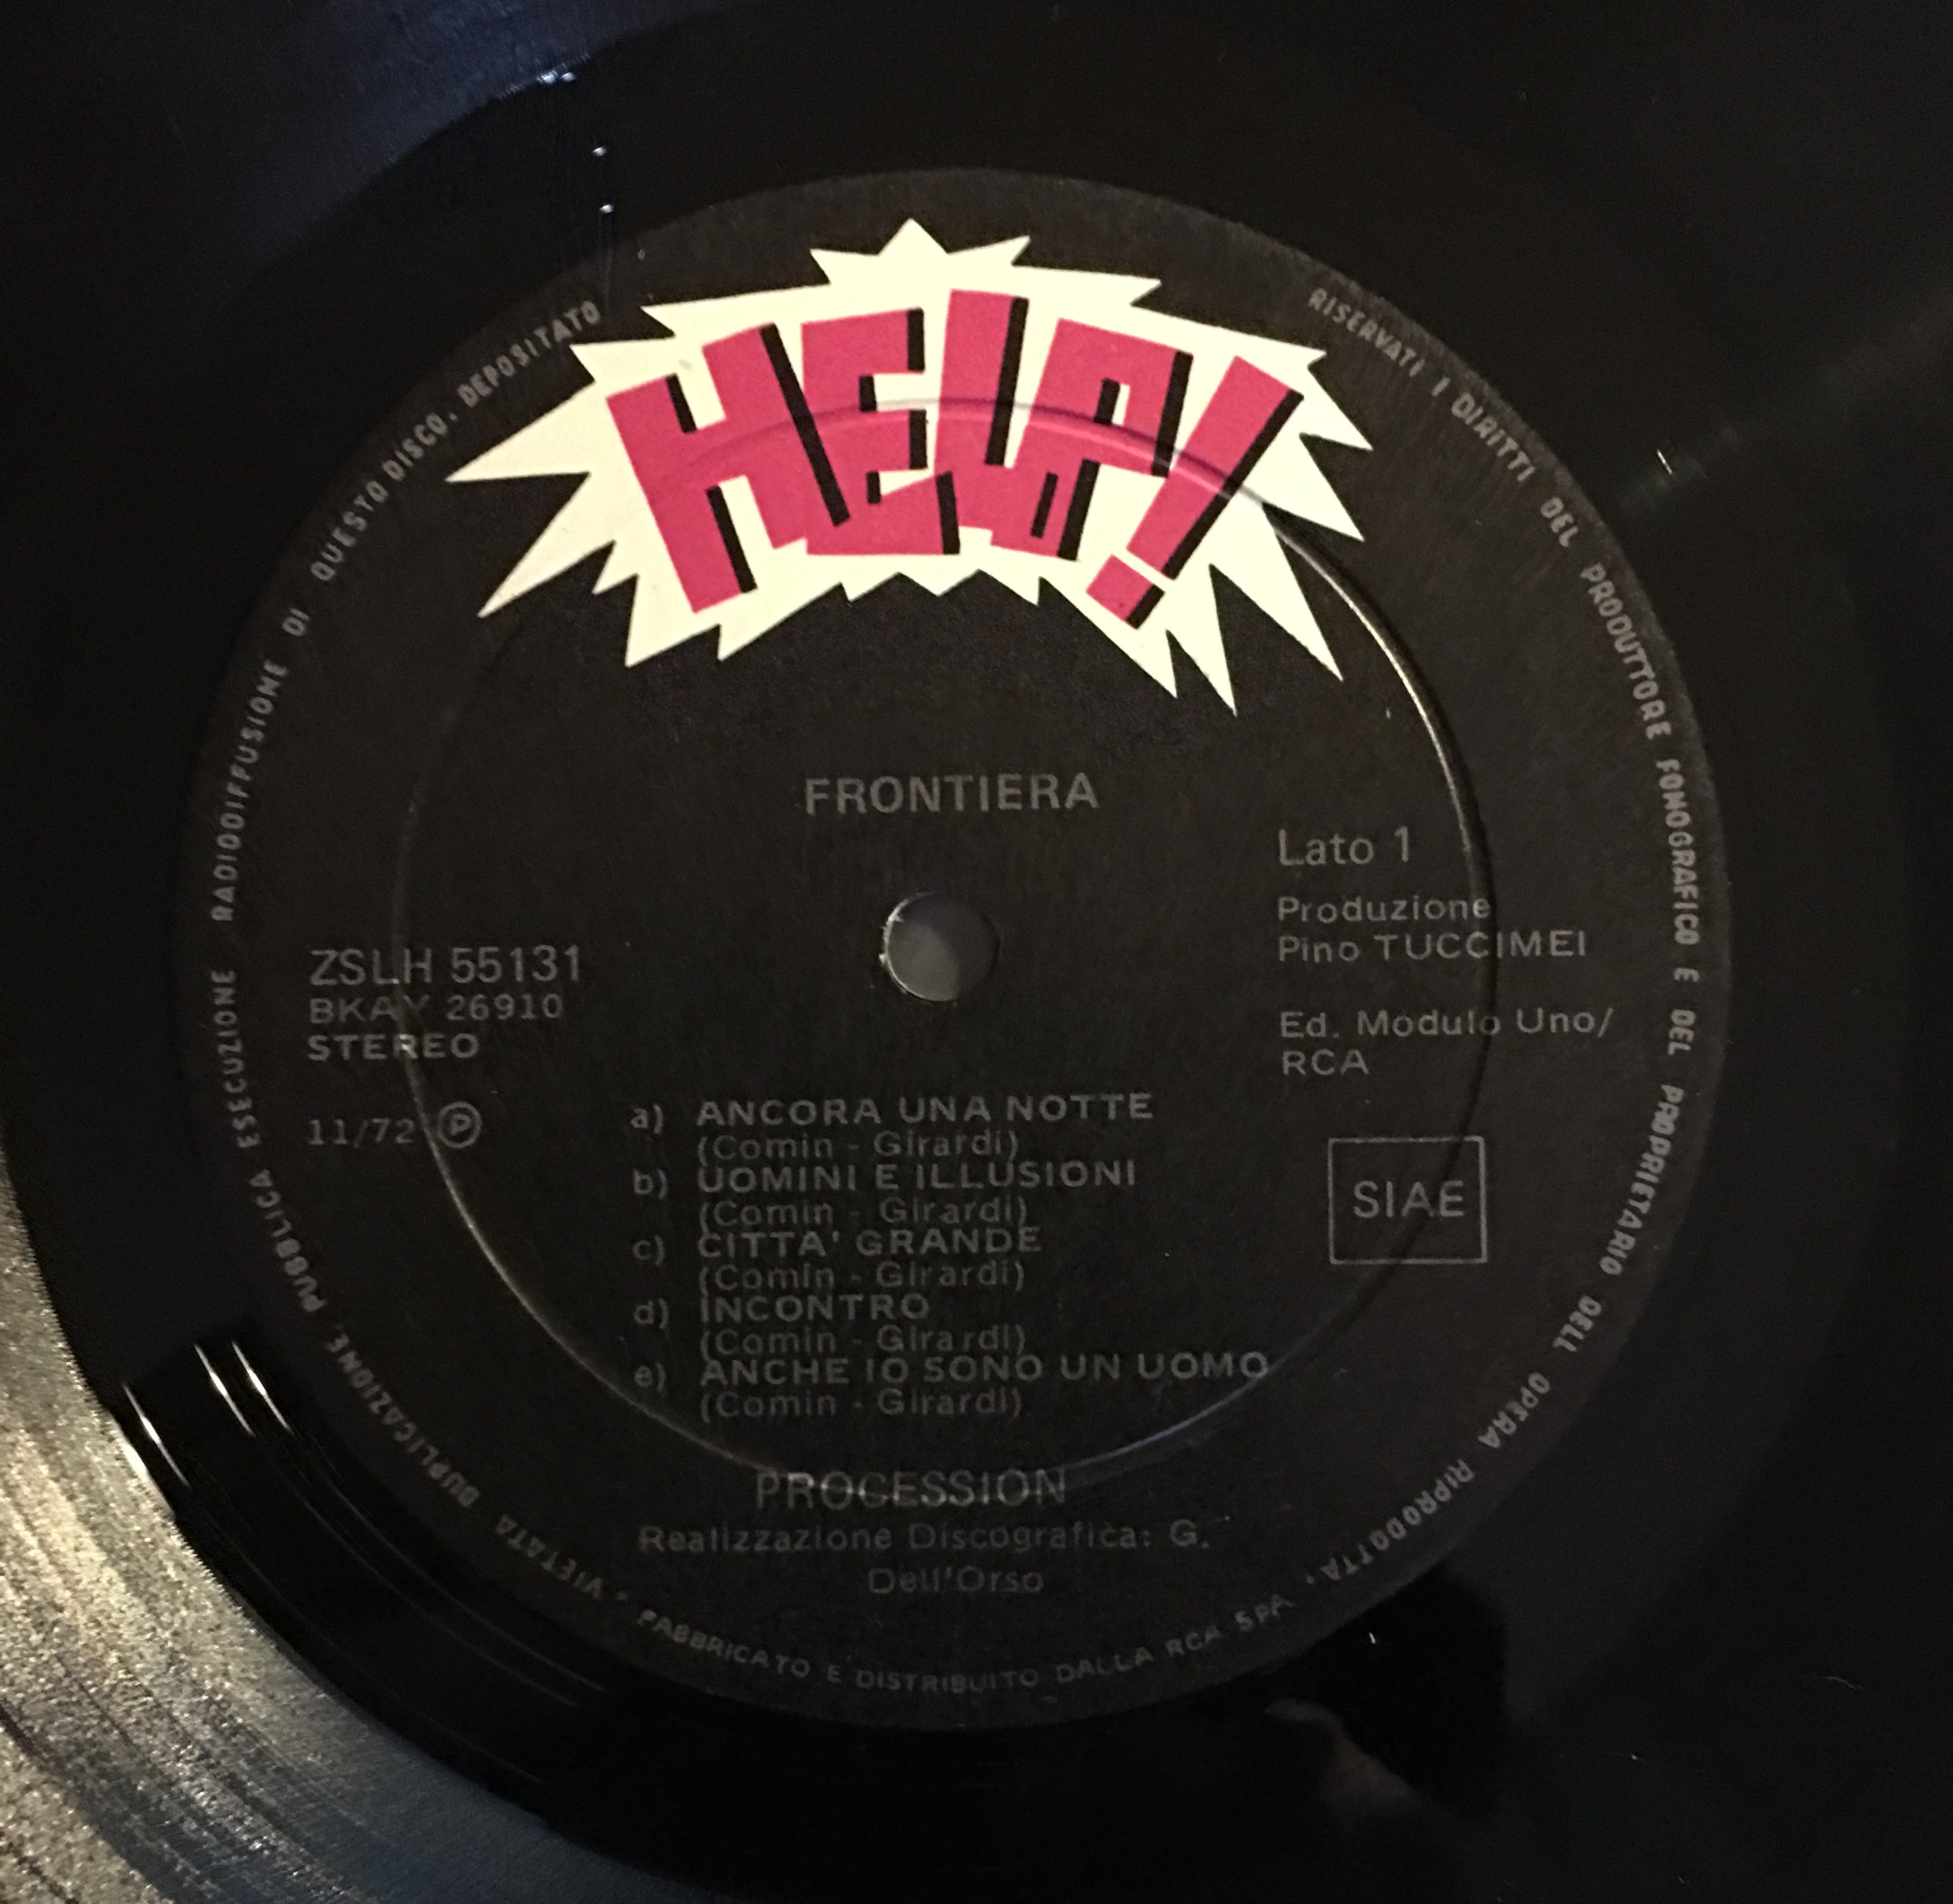 HELP!
FRONTIERA
Lato 1
Produzione
Pino TUCCIMEI
Ed. Modulo Uno/
RCA
ZSLH 55131
BKAY 26910
STEREO
11/72 Ⓟ
SIAE
a) ANCORA UNA NOTTE
(Comin - Girardi)
b) UOMINI E ILLUSIONI
(Comin - Girardi)
c) CITTA' GRANDE
(Comin - Girardi)
d) INCONTRO
(Comin - Girardi)
e) ANCHE IO SONO UN UOMO
(Comin - Girardi)
PROCESSION
Realizzazione Discografica: G.
Dell'Orso
RISERVATI I DIRITTI DEL PRODUTTORE FONOGRAFICO E DEL PROPRIETARIO DELL OPERA RIPRODOTTA. FABBRICATO E DISTRIBUITO DALLA RCA SPA • VIETATA DUPLICAZIONE, PUBBLICA ESECUZIONE RADIODIFFUSIONE DI QUESTO DISCO. DEPOSITATO